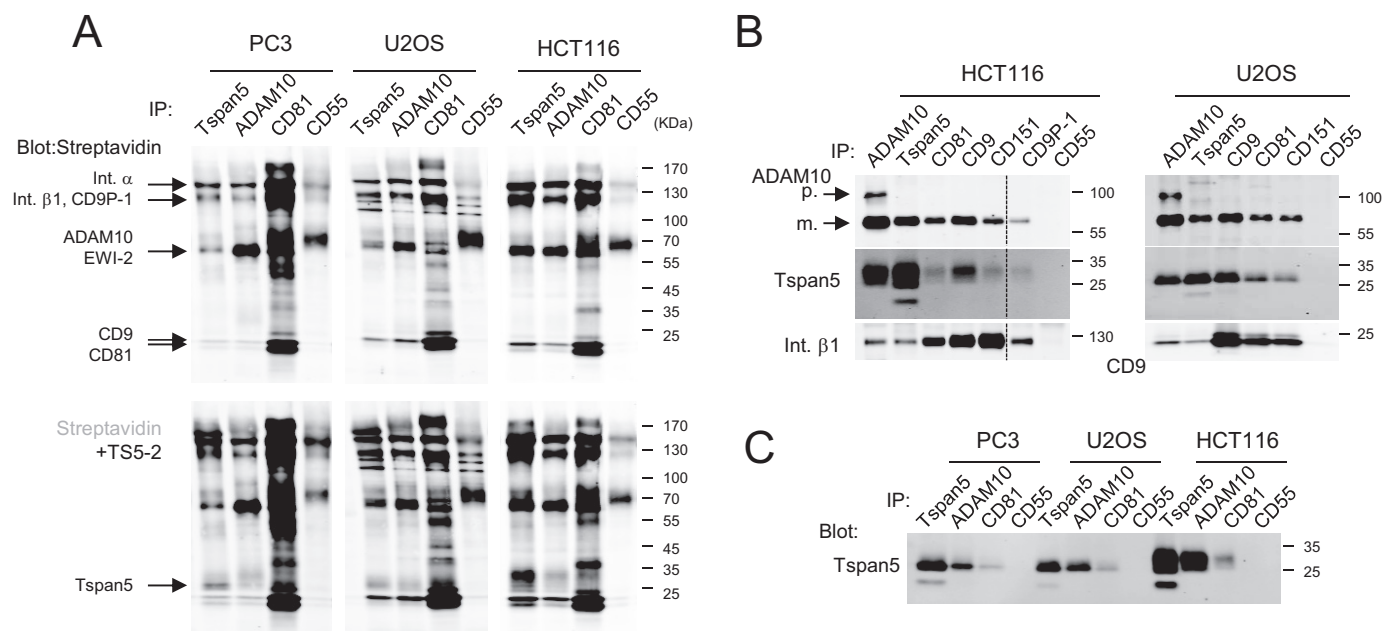 A
PC3
U2OS
HCT116
IP:
Tspan5
ADAM10
CD81
CD55
Tspan5
ADAM10
CD81
CD55
Tspan5
ADAM10
CD81
CD55
(KDa)
Blot:Streptavidin
Int. α
Int. β1, CD9P-1
ADAM10
EWI-2
CD9
CD81
170
130
100
70
55
45
35
25
Streptavidin
+TS5-2
Tspan5
170
130
100
70
55
45
35
25
B
HCT116
U2OS
IP:
ADAM10
Tspan5
CD81
CD9
CD151
CD9P-1
CD55
ADAM10
Tspan5
CD9
CD81
CD151
CD55
ADAM10
p.
m.
100
55
100
55
Tspan5
35
25
35
25
Int. β1
130
25
CD9
C
PC3
U2OS
HCT116
IP:
Tspan5
ADAM10
CD81
CD55
Tspan5
ADAM10
CD81
CD55
Tspan5
ADAM10
CD81
CD55
Blot:
Tspan5
35
25